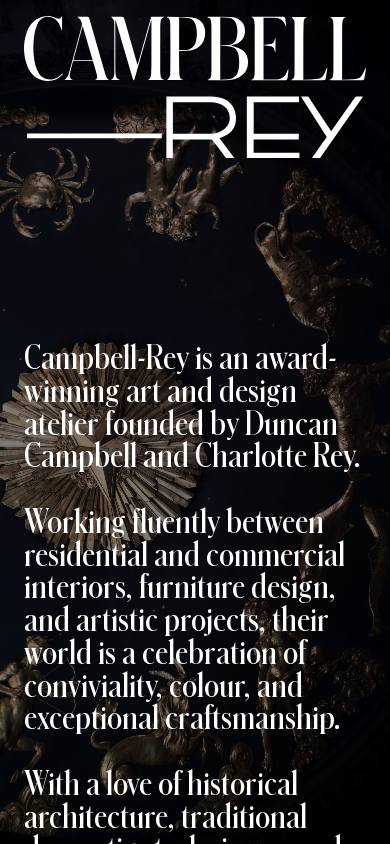 CAMPBELL
—REY
Campbell-Rey is an award-
winning art and design
atelier founded by Duncan
Campbell and Charlotte Rey.
Working fluently between
residential and commercial
interiors, furniture design,
and artistic projects, their
world is a celebration of
conviviality, colour, and
exceptional craftsmanship.
With a love of historical
architecture, traditional